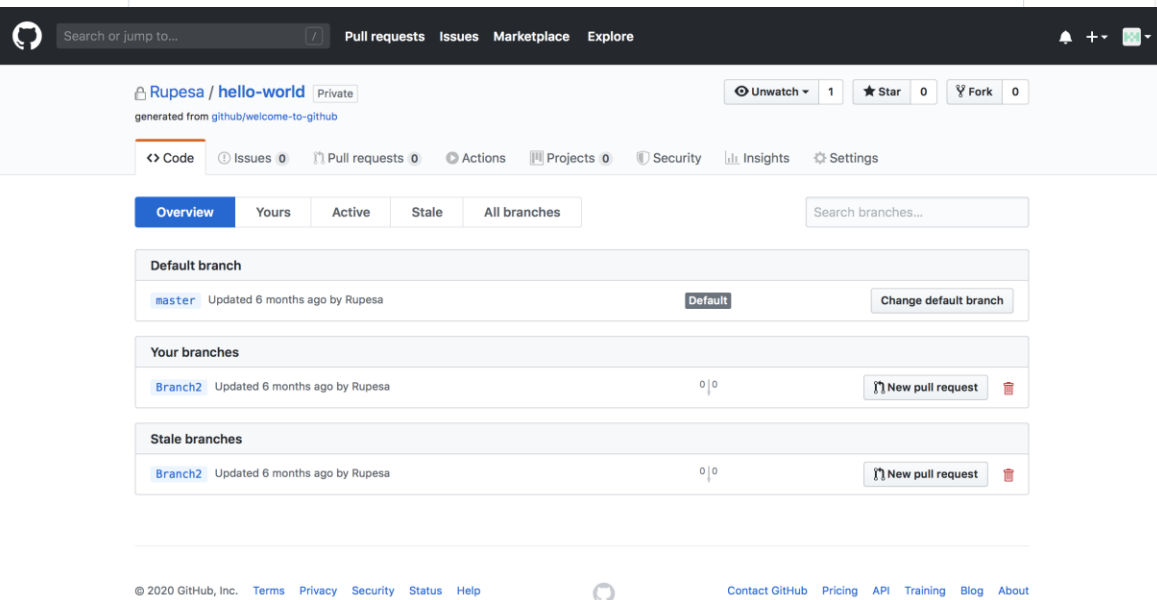 Search or jump to... / Pull requests Issues Marketplace Explore
Rupesa / hello-world Private Unwatch 1 Star 0 Fork 0
generated from github/welcome-to-github
<> Code Issues 0 Pull requests 0 Actions Projects 0 Security Insights Settings
Overview Yours Active Stale All branches Search branches...
Default branch
master Updated 6 months ago by Rupesa Default Change default branch
Your branches
Branch2 Updated 6 months ago by Rupesa 0|0 New pull request
Stale branches
Branch2 Updated 6 months ago by Rupesa 0|0 New pull request
© 2020 GitHub, Inc. Terms Privacy Security Status Help Contact GitHub Pricing API Training Blog About